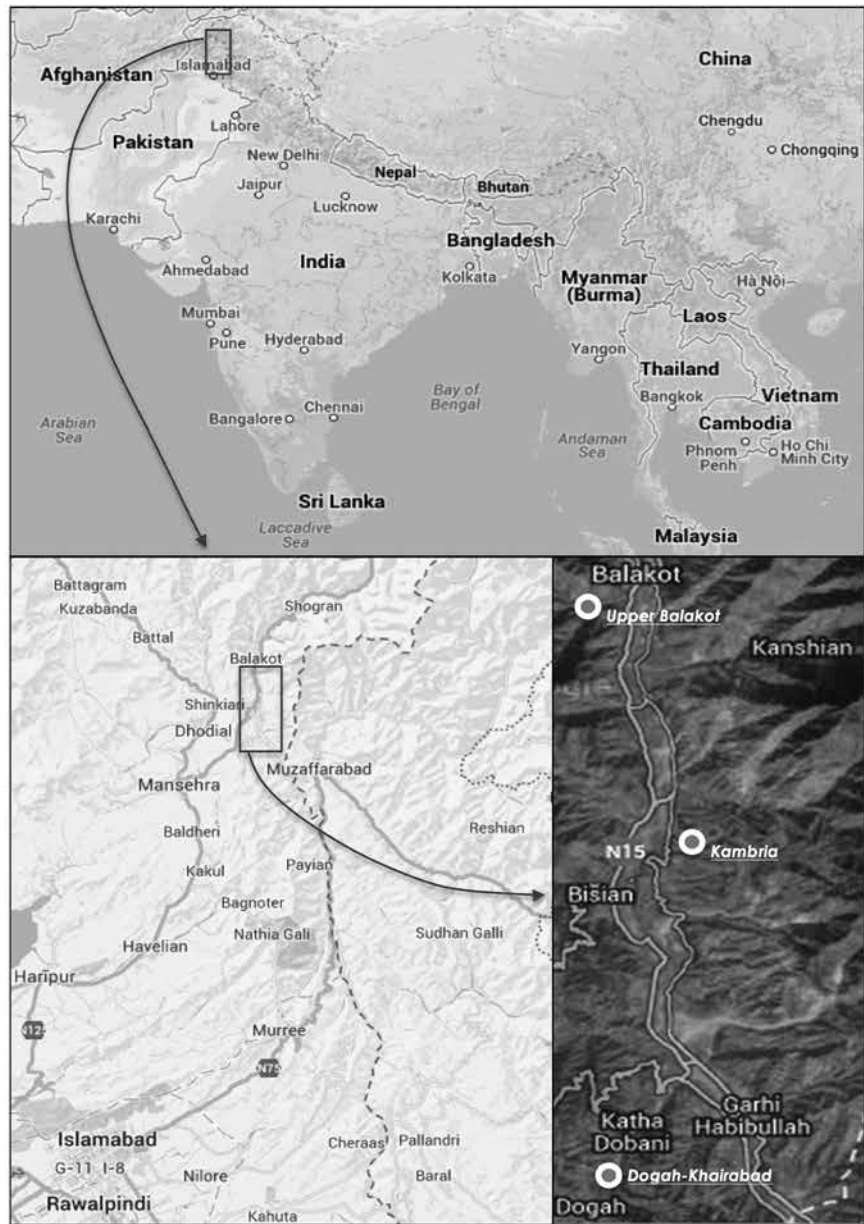 China
Afghanistan
Islamabad
Chengdu
Lahore
Pakistan
Chongqing
New Delhi
Nepal
Jaipur
Bhutan
Lucknow
Karachi
Bangladesh
India
Ahmedabad
Kolkata
Myanmar
(Burma)
Hà Nội
Mumbai
Laos
Pune
Hyderabad
Yangon
Thailand
Bay of
Bengal
Vietnam
Bangkok
Arabian
Sea
Bangalore
Chennai
Cambodia
Andaman
Sea
Phnom
Penh
Ho Chi
Minh City
Sri Lanka
Laccadive
Sea
Malaysia
Battagram
Kuzabanda
Shogran
Battal
Balakot
Shinkiari
Dhodial
Muzaffarabad
Mansehra
Reshian
Baldheri
Payian
Kakul
Bagnoter
Nathia Gali
Sudhan Galli
Havelian
Harīpur
N12
Murree
N75
Islamabad
Cheraas
Pallandri
G-11 I-8
Nilore
Baral
Rawalpindi
Kahuta
Balakot
Upper Balakot
Kanshian
N15
Kambria
Bišian
Garhi
Habibullah
Katha
Dobani
Dogah-Khairabad
Dogah